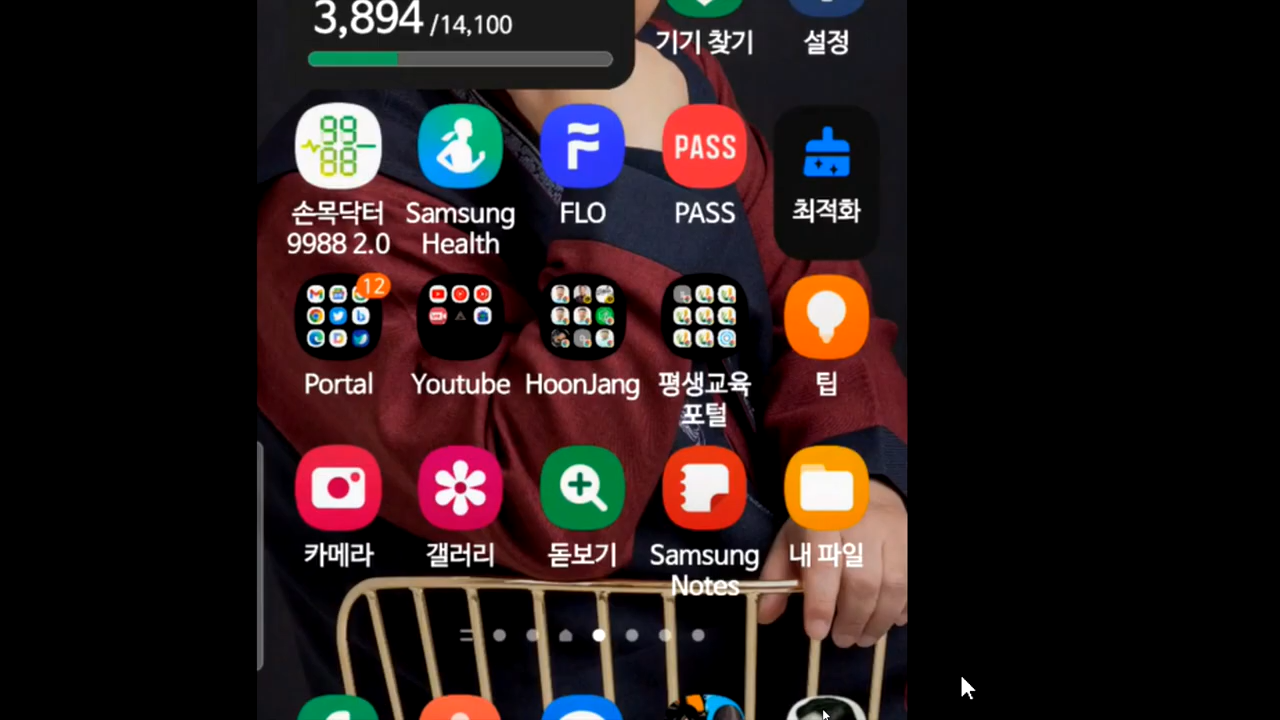 3,894 /14,100
기기 찾기
설정
99
88
PASS
손목닥터
9988 2.0
Samsung
Health
FLO
PASS
최적화
12
Portal
Youtube
HoonJang
평생교육
포털
팁
카메라
갤러리
돋보기
Samsung
Notes
내 파일